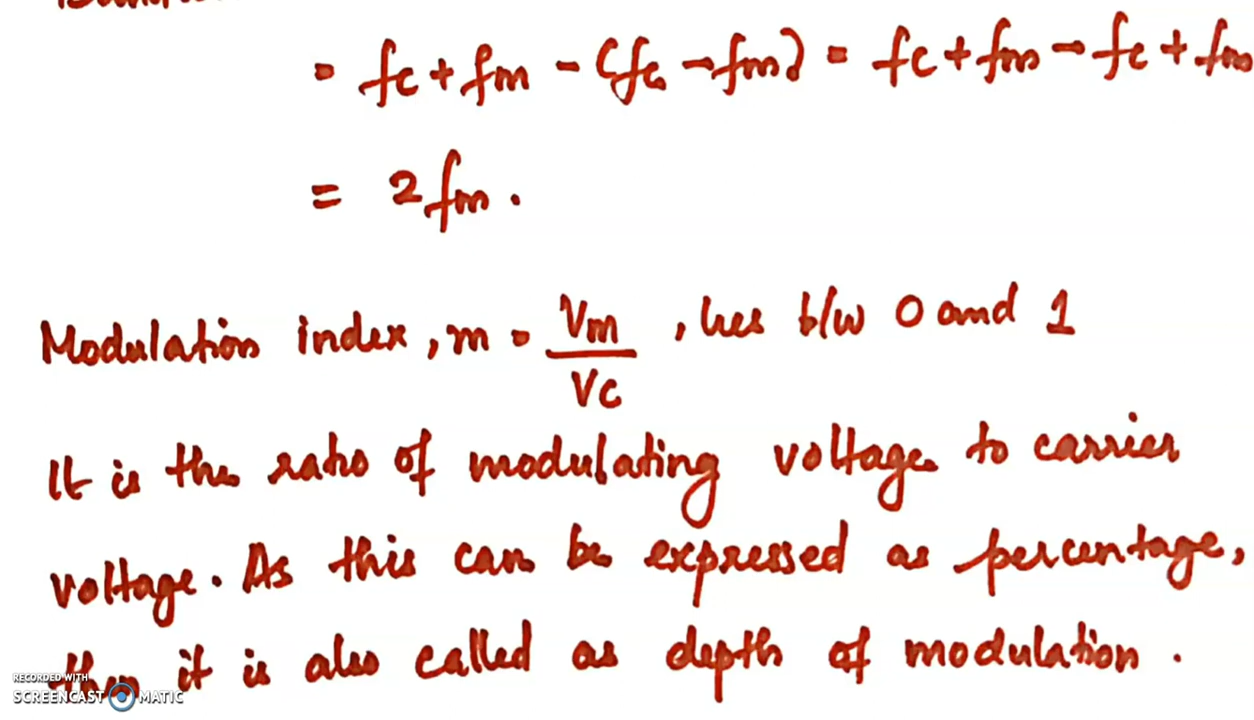 = fc + fm - (fc - fm) = fc + fm - fc + fm
= 2fm.
Modulation index, m = Vm/Vc, lies b/w 0 and 1
It is the ratio of modulating voltage to carrier
voltage. As this can be expressed as percentage,
then it is also called as depth of modulation.
RECORDED WITH
SCREENCAST MATIC